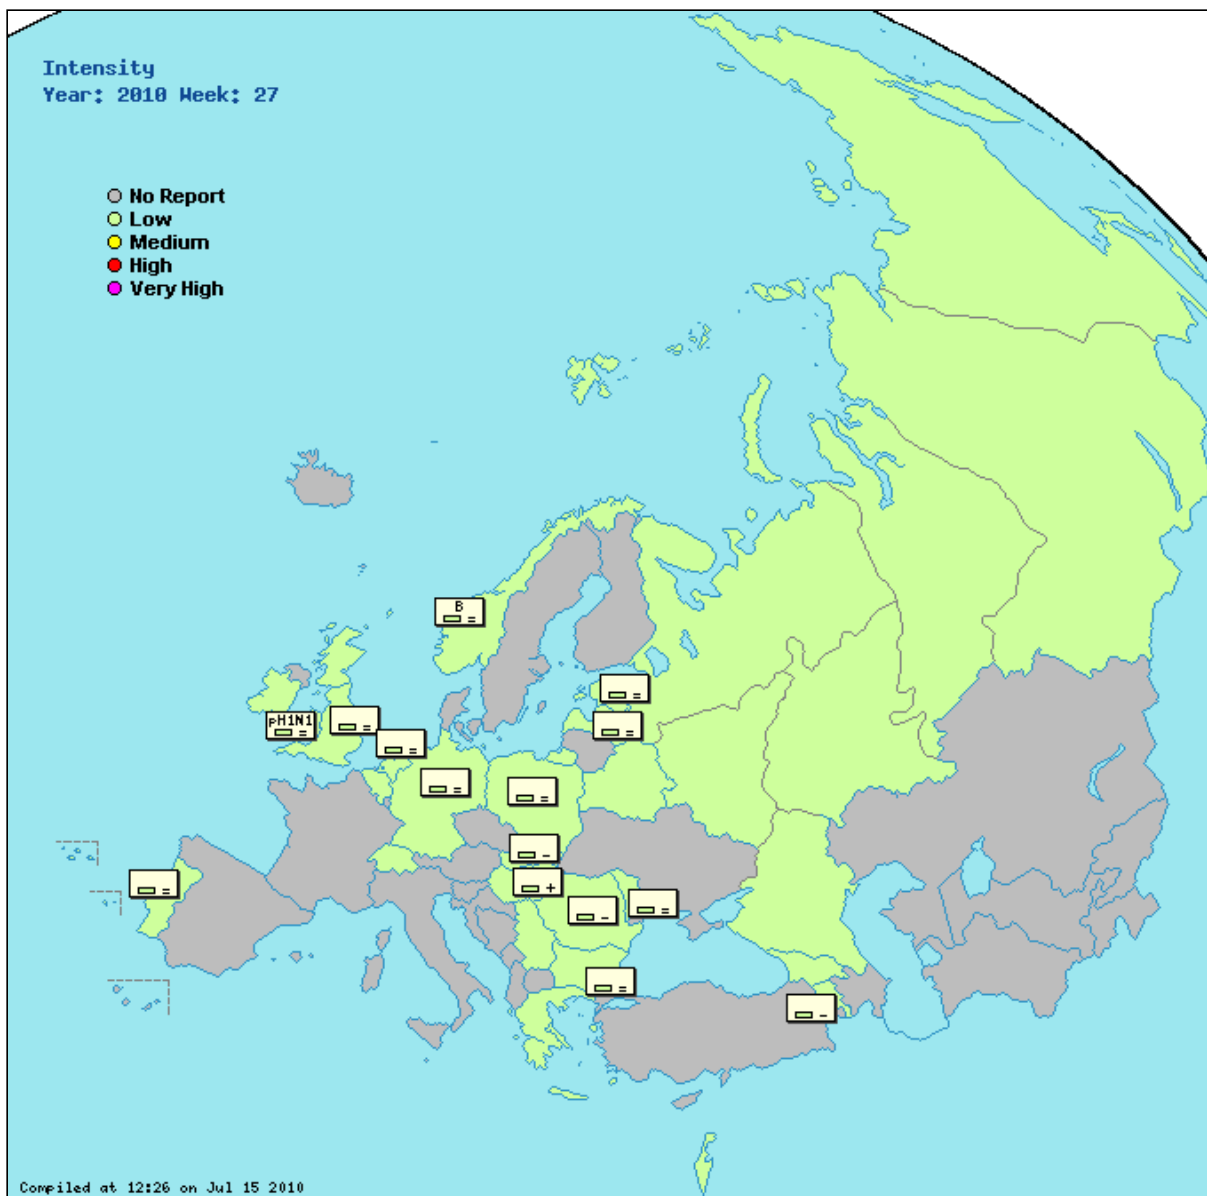 Intensity
Year: 2010 Week: 27
No Report
Low
Medium
High
Very High
B
=
=
pH1N1
=
=
=
=
=
=
-
+
=
=
-
=
=
-
Compiled at 12:26 on Jul 15 2010